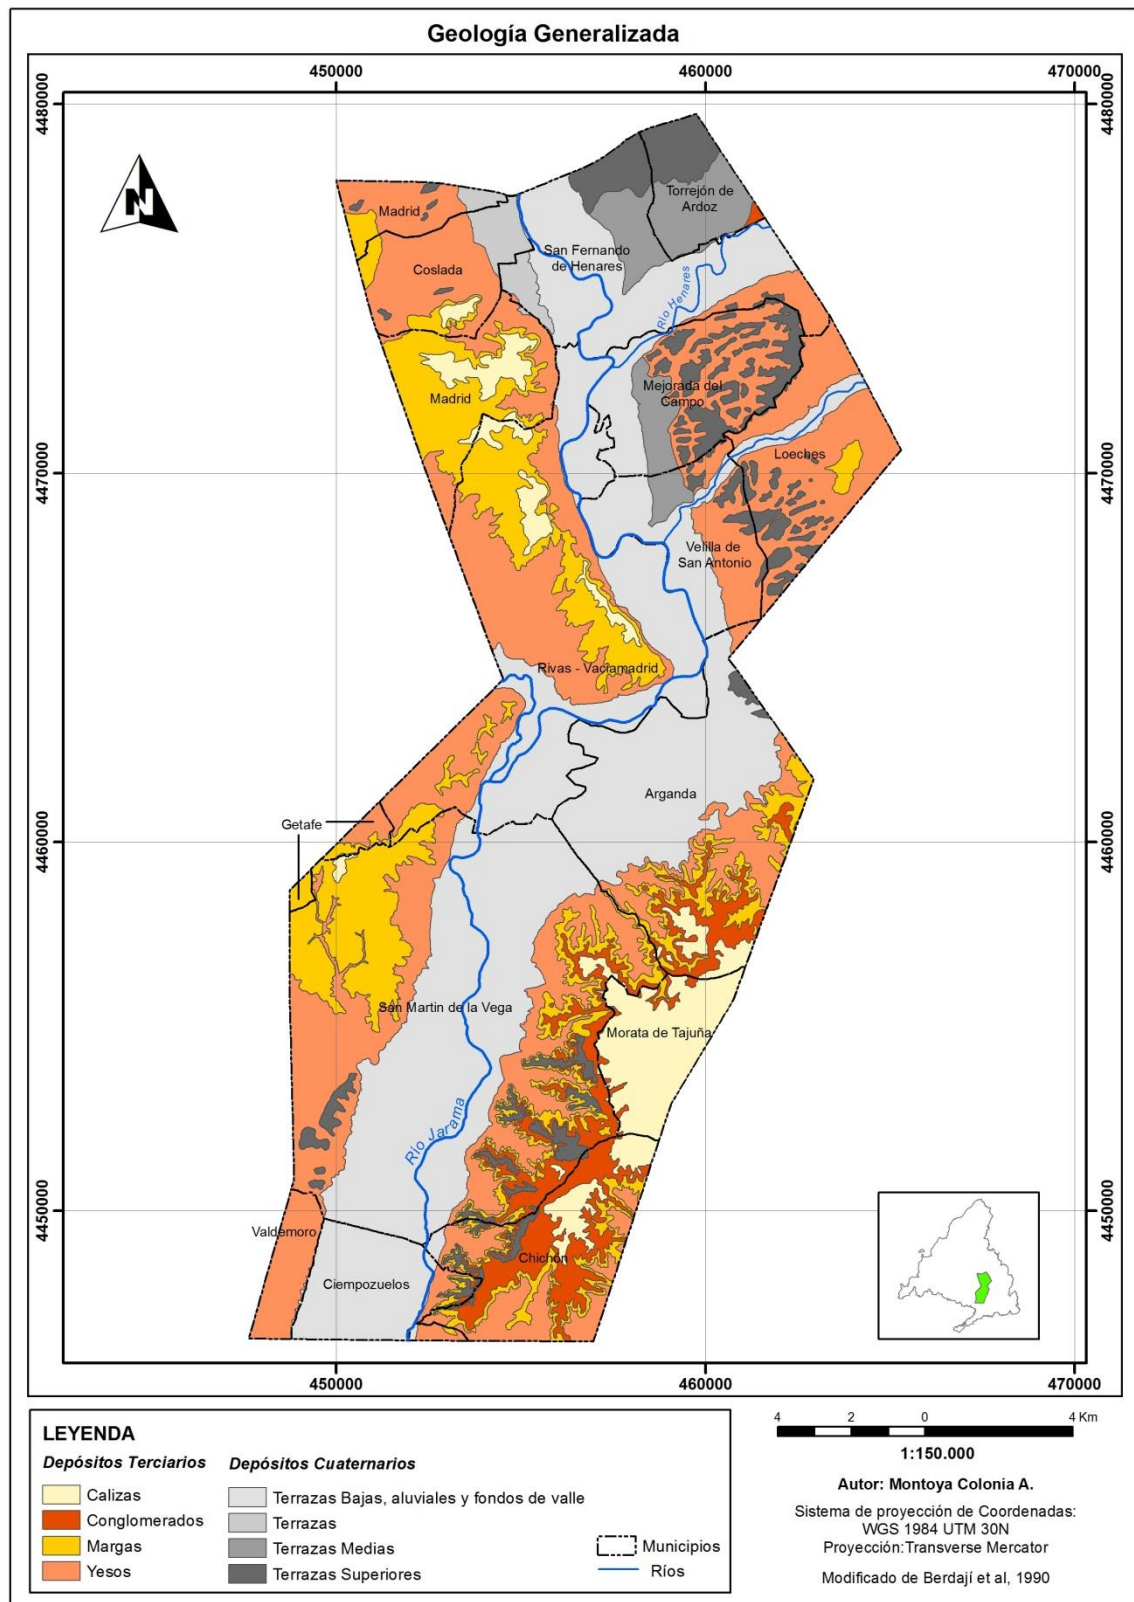 Geología Generalizada
450000
460000
470000
4480000
4480000
N
Madrid
Torrejón de
Ardoz
San Fernando
de Henares
Coslada
Río Henares
Madrid
Mejorada del
Campo
Loeches
4470000
4470000
Velilla de
San Antonio
Rivas - Vaciamadrid
Arganda
Getafe
4460000
4460000
San Martin de la Vega
Morata de Tajuña
Río Jarama
4450000
4450000
Valdemoro
Chichón
Ciempozuelos
450000
460000
470000
LEYENDA
Depósitos Terciarios
Calizas
Conglomerados
Margas
Yesos
Depósitos Cuaternarios
Terrazas Bajas, aluviales y fondos de valle
Terrazas
Terrazas Medias
Terrazas Superiores
Municipios
Ríos
4 2 0 4 Km
1:150.000
Autor: Montoya Colonia A.
Sistema de proyección de Coordenadas:
WGS 1984 UTM 30N
Proyección:Transverse Mercator
Modificado de Berdají et al, 1990